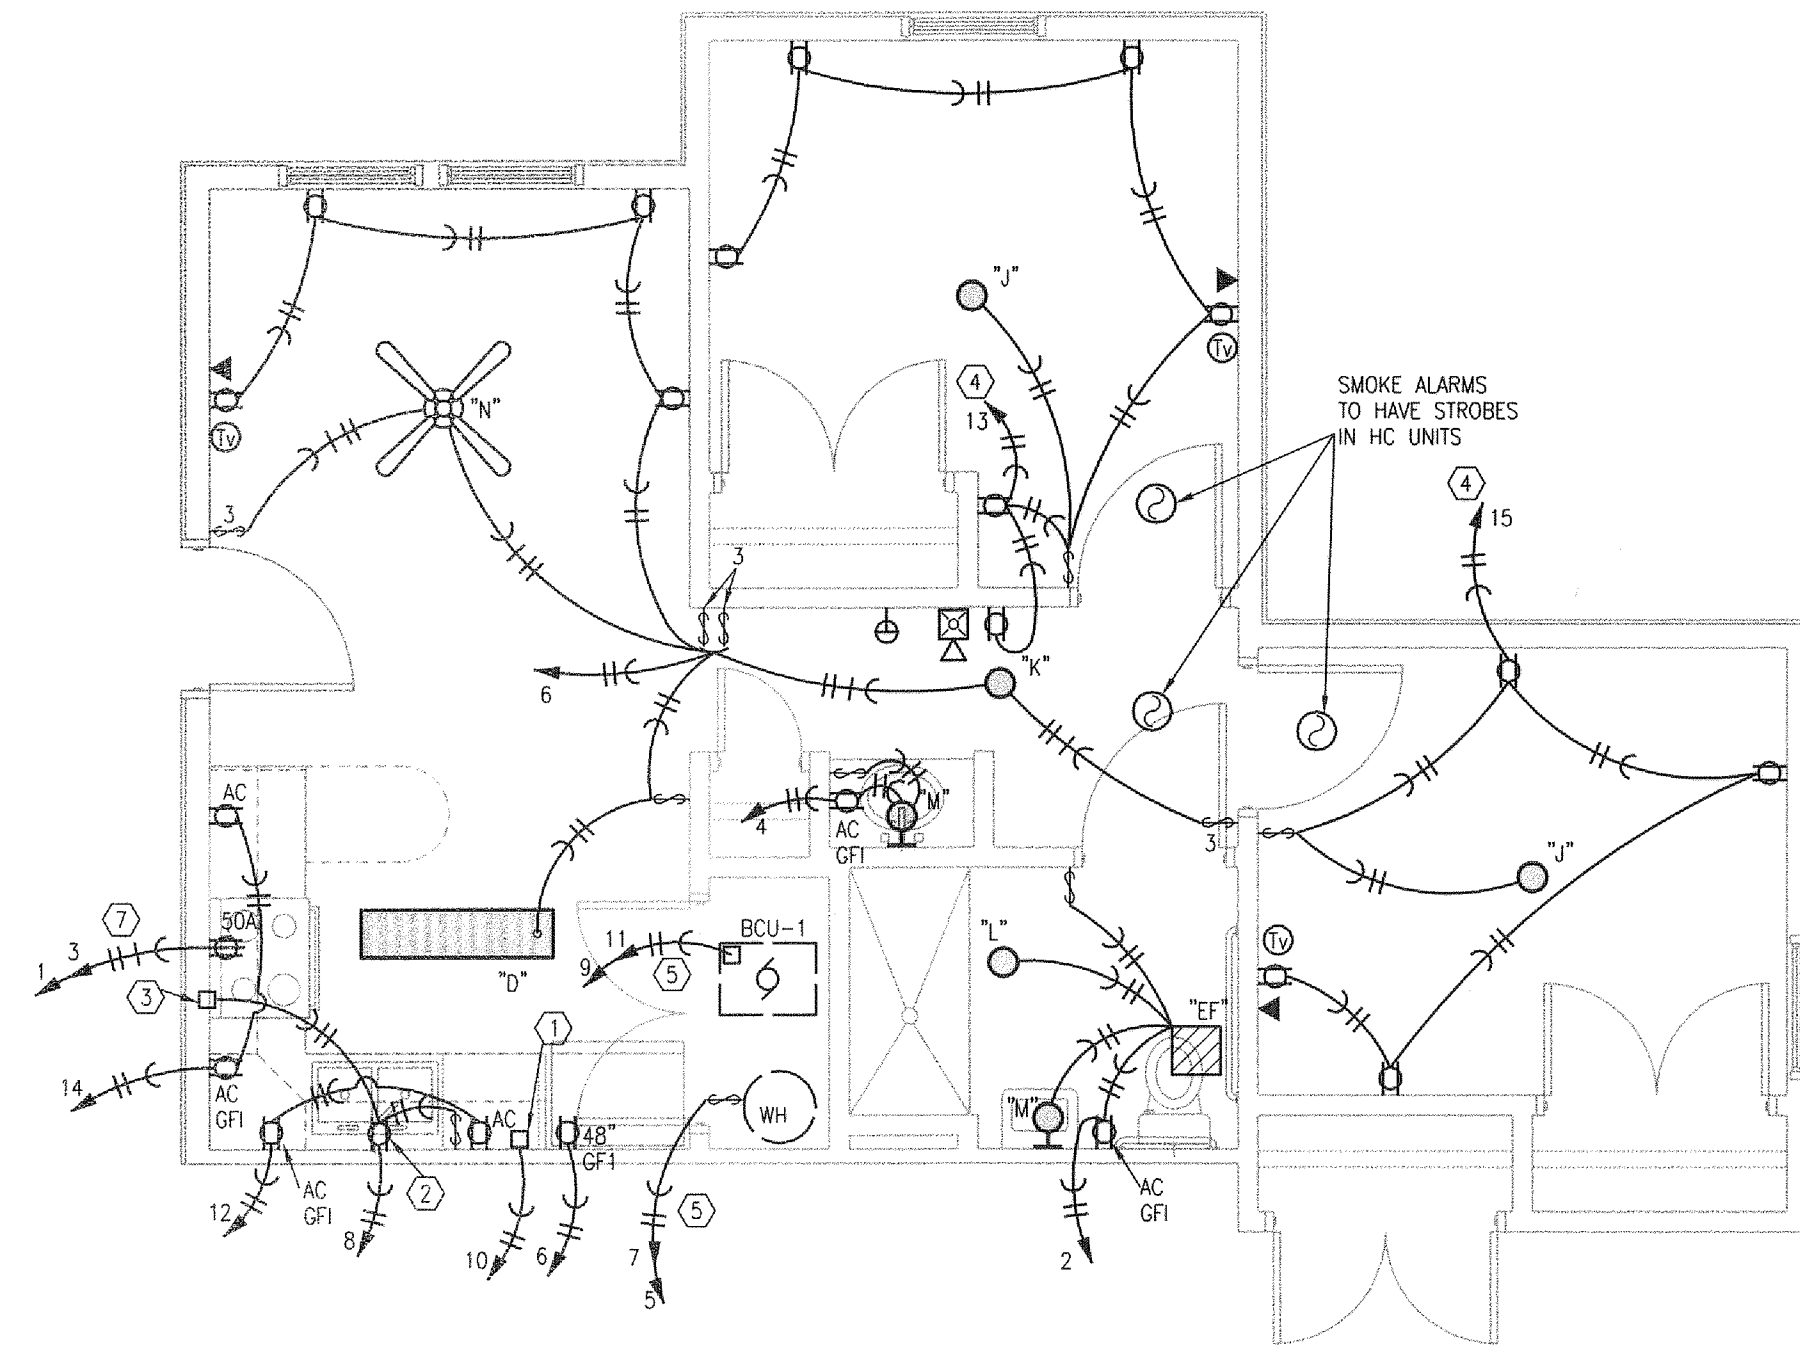 "J"
Tv
4
13
SMOKE ALARMS
TO HAVE STROBES
IN HC UNITS
"N"
Tv
4
15
3
3
6
"K"
AC
4
AC
GFI
"M"
3
"J"
50A
7
3
1
3
"D"
11
9
5
BCU-1
"L"
Tv
"EF"
14
AC
GFI
AC
1
48"
GFI
WH
"M"
12
AC
GFI
2
8
10
6
5
7
5
AC
GFI
2